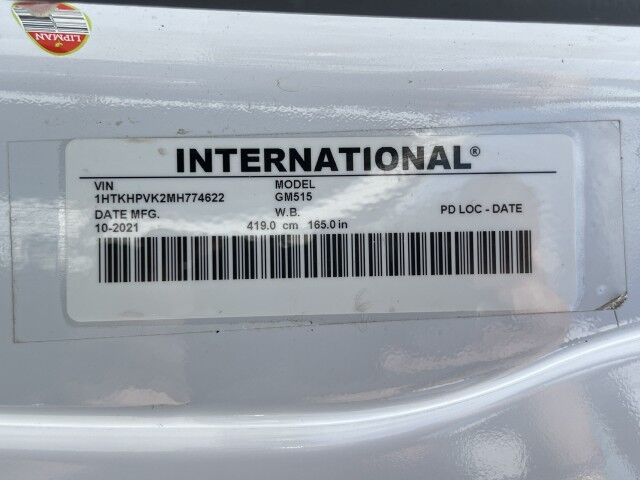 LIPMAN
INTERNATIONAL®
VIN MODEL
1HTKHPVK2MH774622 GM515
DATE MFG. W.B. PD LOC - DATE
10-2021 419.0 cm 165.0 in